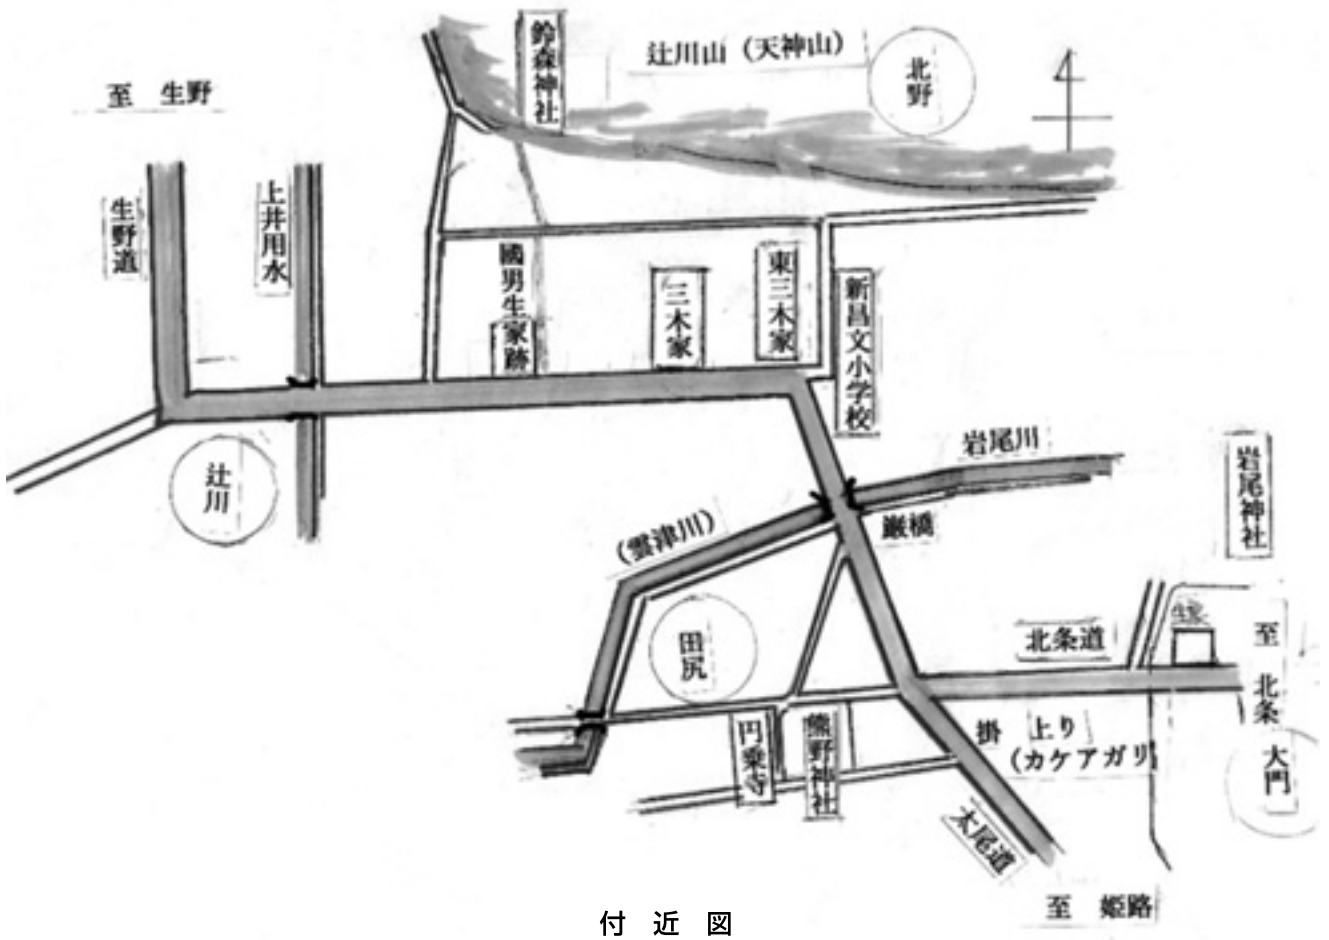 鈴森神社
辻川山（天神山）
北野
至　生野
生野道
上井用水
國男生家跡
三木家
東三木家
新昌文小学校
辻川
岩尾川
巌橋
（雲津川）
岩尾神社
田尻
北条道
至　北条
円乗寺
熊野神社
掛　上り
（カケアガリ）
大門
太尾道
至　姫路
付近図